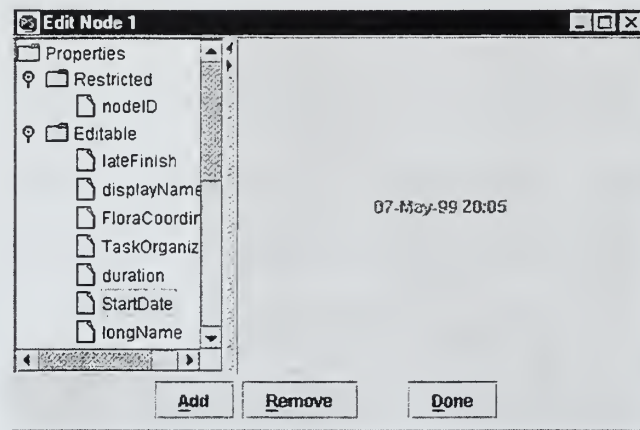 Edit Node 1
Properties
Restricted
nodeID
Editable
lateFinish
displayName
FloraCoordin
TaskOrganiz
duration
StartDate
longName
07-May-99 20:05
Add
Remove
Done